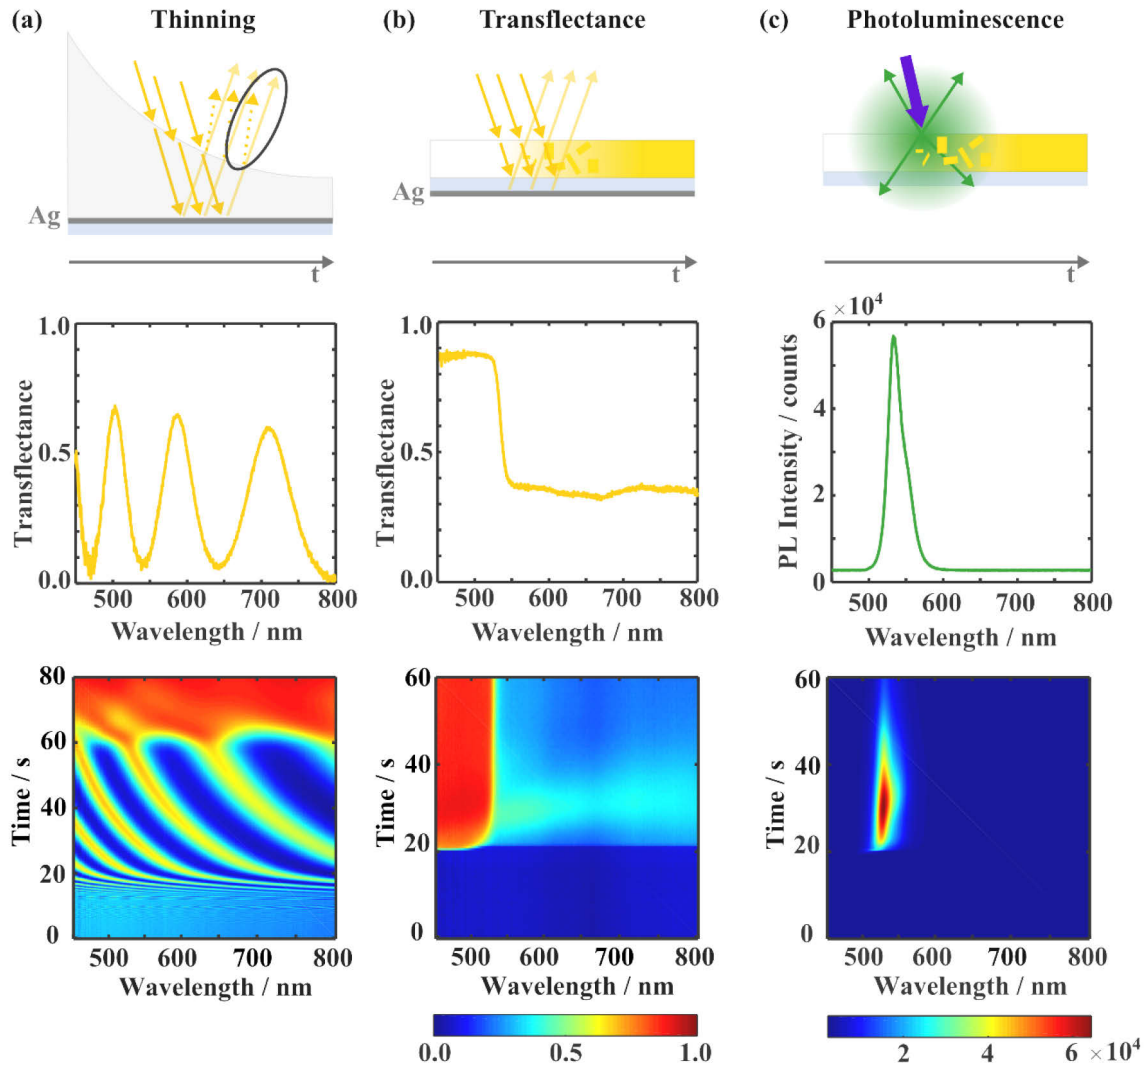 (a) Thinning
(b) Transflectance
(c) Photoluminescence
Ag
t
Ag
t
t
1.0
0.5
0.0
Transflectance
500 600 700 800
Wavelength / nm
1.0
0.5
0.0
Transflectance
500 600 700 800
Wavelength / nm
× 10⁴
6
4
2
0
PL Intensity / counts
500 600 700 800
Wavelength / nm
80
60
40
20
0
Time / s
500 600 700 800
Wavelength / nm
60
40
20
0
Time / s
500 600 700 800
Wavelength / nm
0.0 0.5 1.0
60
40
20
0
Time / s
500 600 700 800
Wavelength / nm
2 4 6 ×10⁴